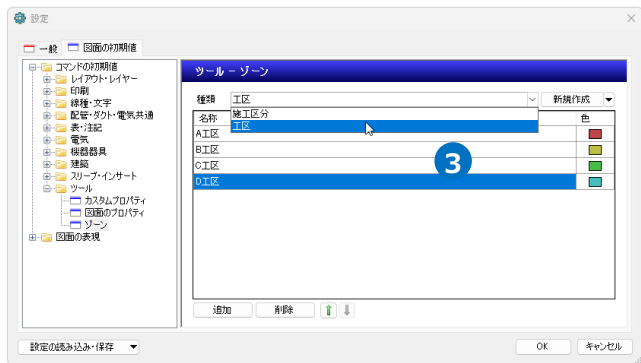 設定
一般
図面の初期値
コマンドの初期値
レイアウト・レイヤー
印刷
線種・文字
配管・ダクト・電気共通
表・注記
電気
機器器具
建築
スリーブ・インサート
ツール
カスタムプロパティ
図面のプロパティ
ゾーン
図面の表現
ツール - ゾーン
種類 工区 新規作成
施工区分
工区
名称 色
A工区
B工区
C工区
D工区
3
追加 削除
設定の読み込み・保存
OK キャンセル